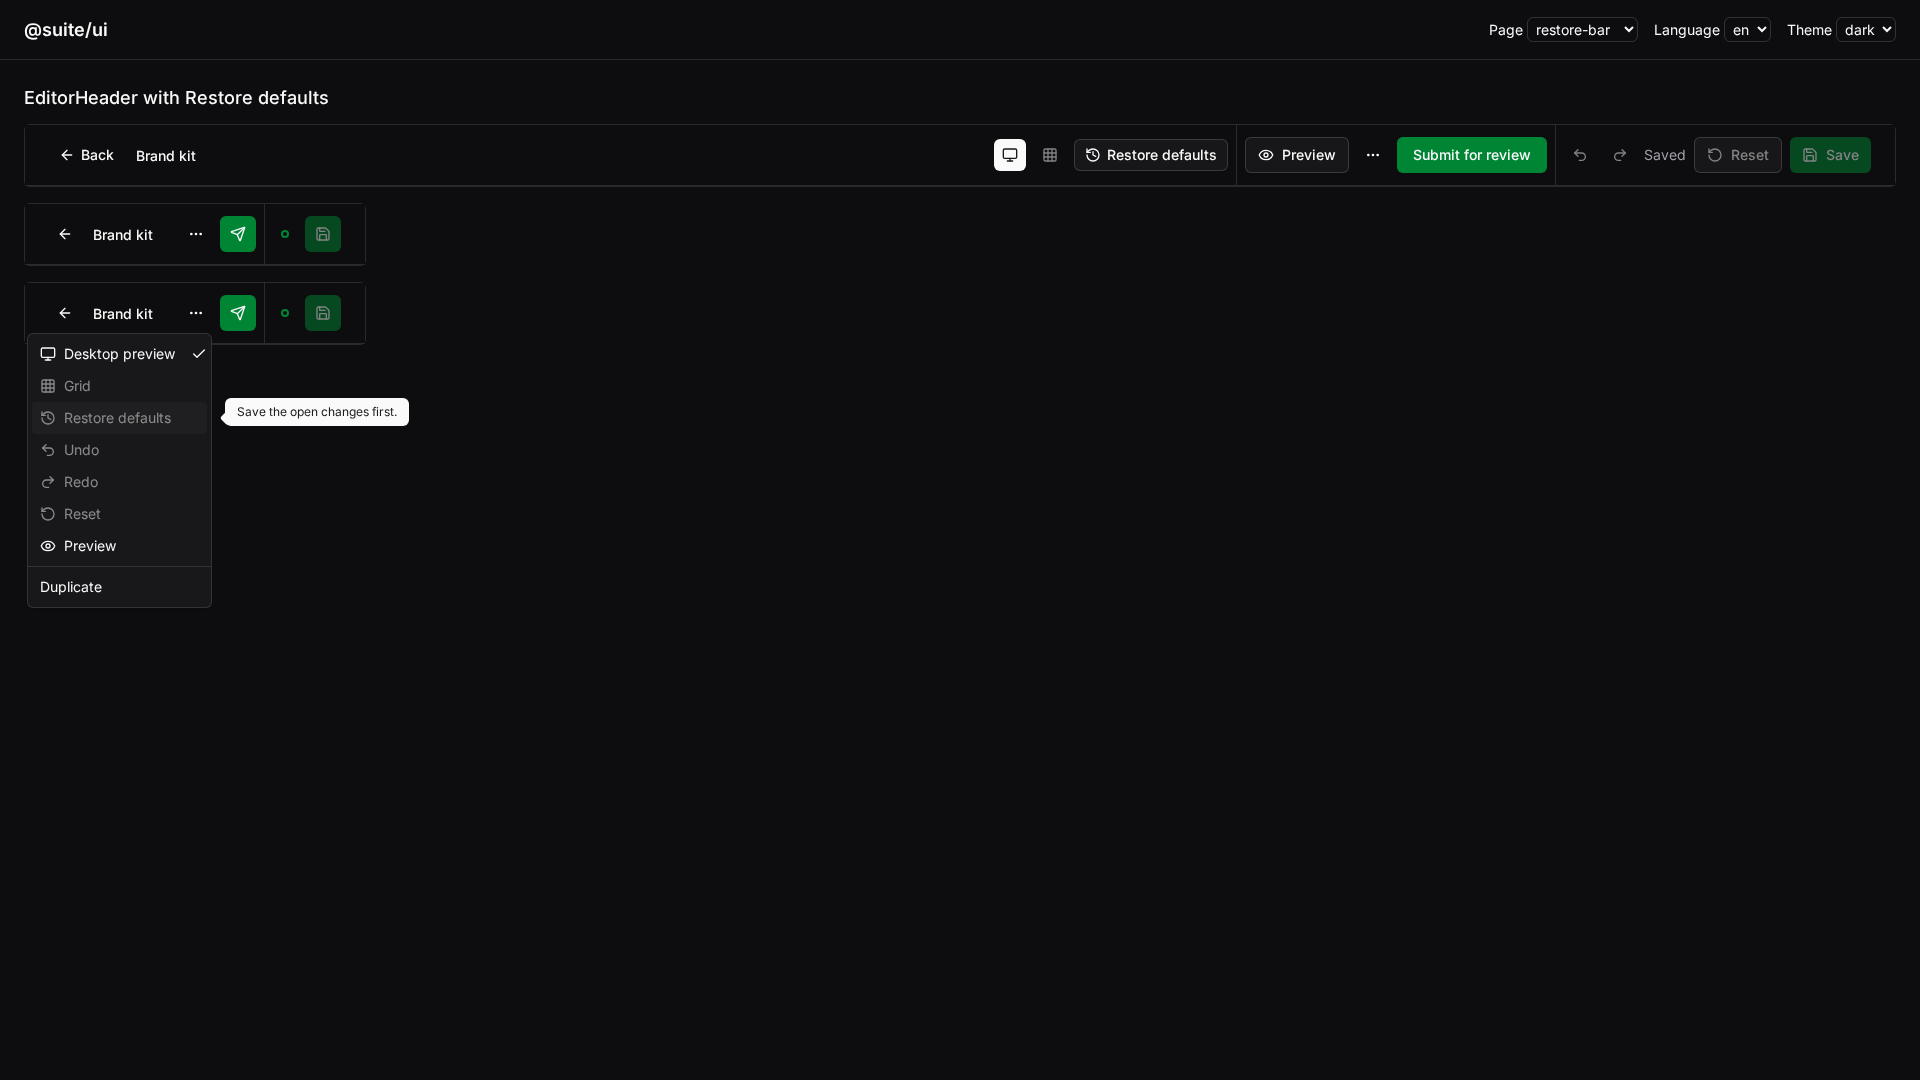 @suite/ui
Page restore-bar Language en Theme dark
EditorHeader with Restore defaults
Back Brand kit Restore defaults Preview Submit for review Saved Reset Save
Brand kit
Brand kit
Desktop preview
Grid
Restore defaults
Save the open changes first.
Undo
Redo
Reset
Preview
Duplicate